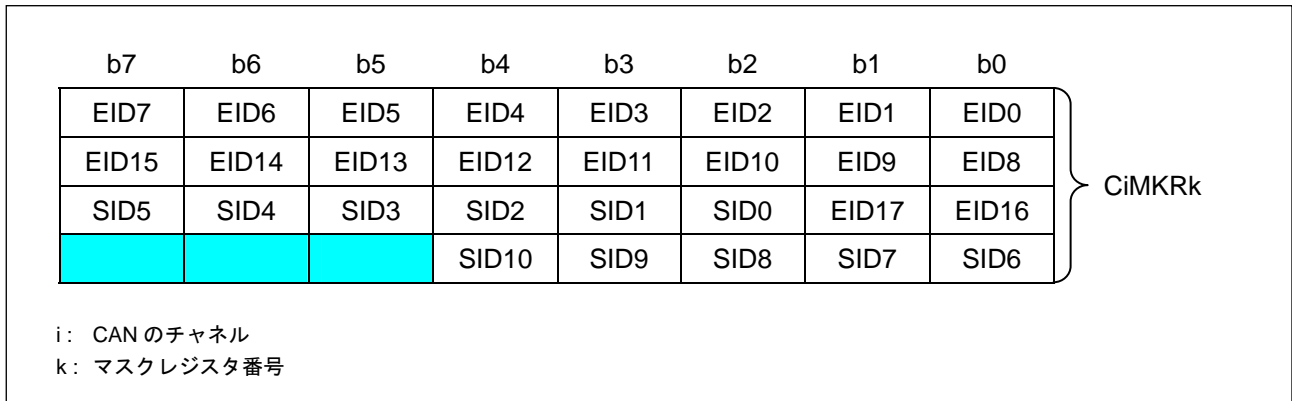 b7 b6 b5 b4 b3 b2 b1 b0
EID7 EID6 EID5 EID4 EID3 EID2 EID1 EID0
EID15 EID14 EID13 EID12 EID11 EID10 EID9 EID8
CiMKRk
SID5 SID4 SID3 SID2 SID1 SID0 EID17 EID16
SID10 SID9 SID8 SID7 SID6
i : CAN のチャネル
k : マスクレジスタ番号